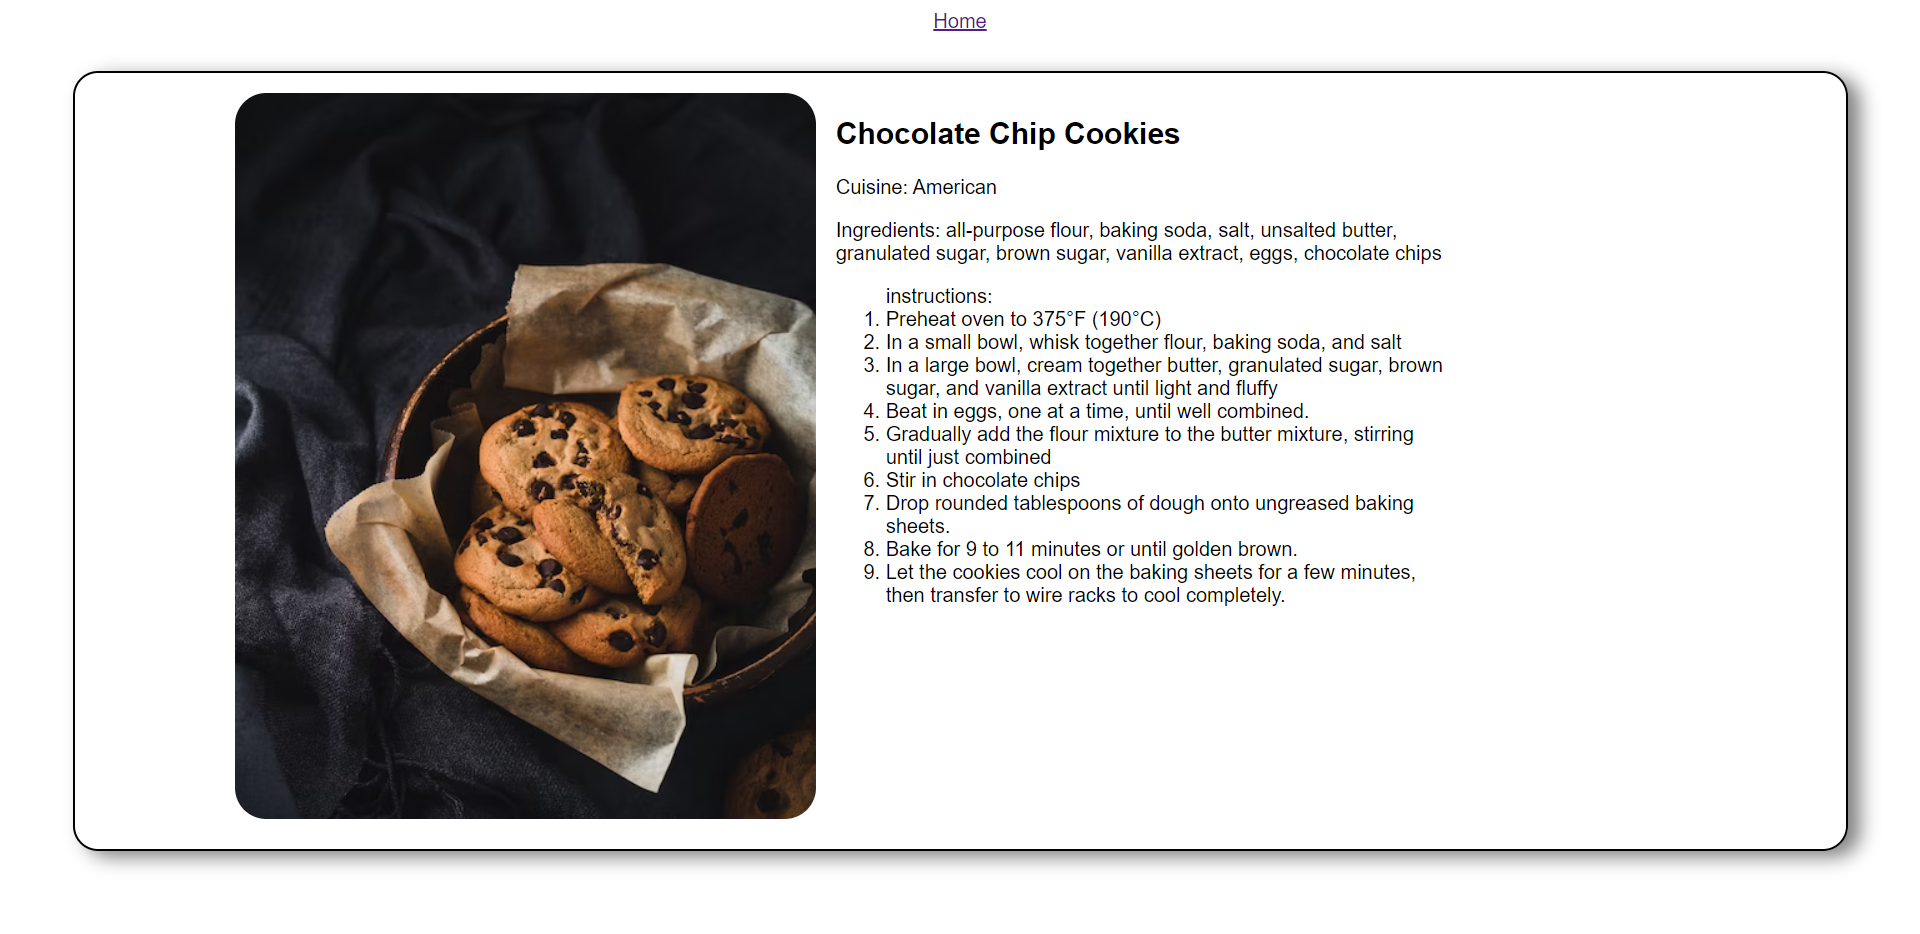 Home
Chocolate Chip Cookies
Cuisine: American
Ingredients: all-purpose flour, baking soda, salt, unsalted butter,
granulated sugar, brown sugar, vanilla extract, eggs, chocolate chips
instructions:
1. Preheat oven to 375°F (190°C)
2. In a small bowl, whisk together flour, baking soda, and salt
3. In a large bowl, cream together butter, granulated sugar, brown
sugar, and vanilla extract until light and fluffy
4. Beat in eggs, one at a time, until well combined.
5. Gradually add the flour mixture to the butter mixture, stirring
until just combined
6. Stir in chocolate chips
7. Drop rounded tablespoons of dough onto ungreased baking
sheets.
8. Bake for 9 to 11 minutes or until golden brown.
9. Let the cookies cool on the baking sheets for a few minutes,
then transfer to wire racks to cool completely.